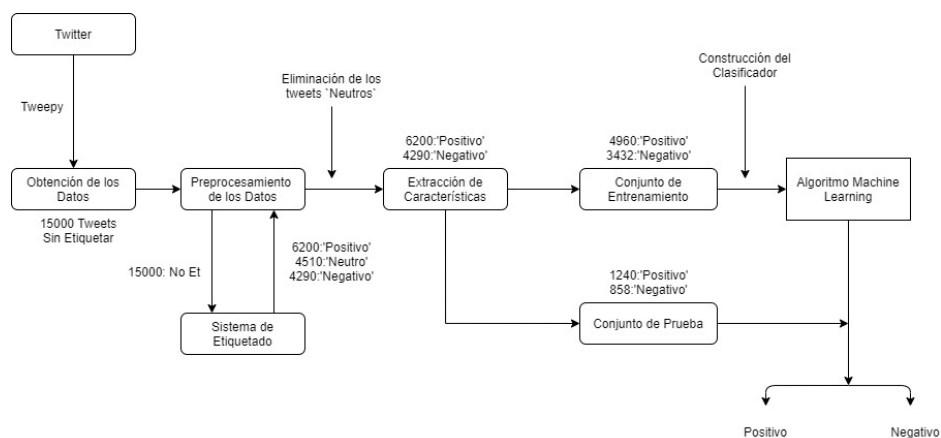 Twitter
Tweepy
Eliminación de los
tweets `Neutros`
Construcción del
Clasificador
6200:'Positivo'
4290:'Negativo'
4960:'Positivo'
3432:'Negativo'
Obtención de los
Datos
Preprocesamiento
de los Datos
Extracción de
Características
Conjunto de
Entrenamiento
Algoritmo Machine
Learning
15000 Tweets
Sin Etiquetar
15000: No Et
6200:'Positivo'
4510:'Neutro'
4290:'Negativo'
1240:'Positivo'
858:'Negativo'
Sistema de
Etiquetado
Conjunto de Prueba
Positivo
Negativo